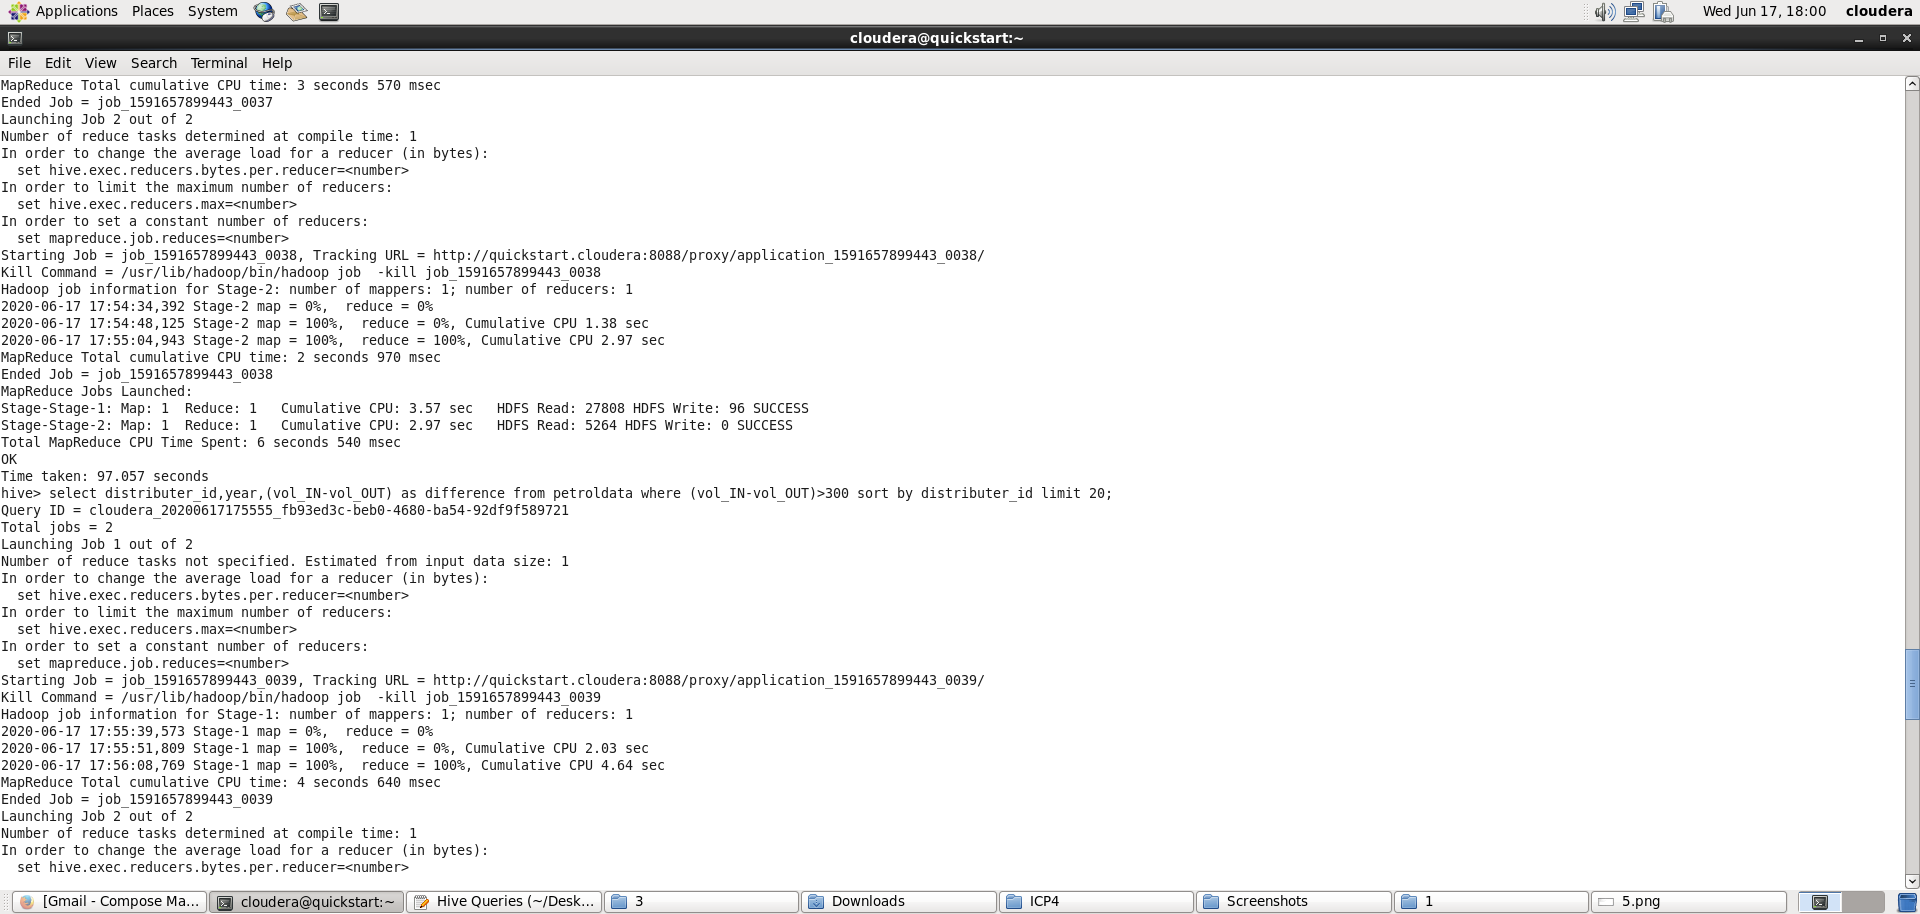 Applications Places System Wed Jun 17, 18:00 cloudera
cloudera@quickstart:~
File Edit View Search Terminal Help
MapReduce Total cumulative CPU time: 3 seconds 570 msec
Ended Job = job_1591657899443_0037
Launching Job 2 out of 2
Number of reduce tasks determined at compile time: 1
In order to change the average load for a reducer (in bytes):
  set hive.exec.reducers.bytes.per.reducer=<number>
In order to limit the maximum number of reducers:
  set hive.exec.reducers.max=<number>
In order to set a constant number of reducers:
  set mapreduce.job.reduces=<number>
Starting Job = job_1591657899443_0038, Tracking URL = http://quickstart.cloudera:8088/proxy/application_1591657899443_0038/
Kill Command = /usr/lib/hadoop/bin/hadoop job  -kill job_1591657899443_0038
Hadoop job information for Stage-2: number of mappers: 1; number of reducers: 1
2020-06-17 17:54:34,392 Stage-2 map = 0%,  reduce = 0%
2020-06-17 17:54:48,125 Stage-2 map = 100%,  reduce = 0%, Cumulative CPU 1.38 sec
2020-06-17 17:55:04,943 Stage-2 map = 100%,  reduce = 100%, Cumulative CPU 2.97 sec
MapReduce Total cumulative CPU time: 2 seconds 970 msec
Ended Job = job_1591657899443_0038
MapReduce Jobs Launched:
Stage-Stage-1: Map: 1  Reduce: 1   Cumulative CPU: 3.57 sec   HDFS Read: 27808 HDFS Write: 96 SUCCESS
Stage-Stage-2: Map: 1  Reduce: 1   Cumulative CPU: 2.97 sec   HDFS Read: 5264 HDFS Write: 0 SUCCESS
Total MapReduce CPU Time Spent: 6 seconds 540 msec
OK
Time taken: 97.057 seconds
hive> select distributer_id,year,(vol_IN-vol_OUT) as difference from petroldata where (vol_IN-vol_OUT)>300 sort by distributer_id limit 20;
Query ID = cloudera_20200617175555_fb93ed3c-beb0-4680-ba54-92df9f589721
Total jobs = 2
Launching Job 1 out of 2
Number of reduce tasks not specified. Estimated from input data size: 1
In order to change the average load for a reducer (in bytes):
  set hive.exec.reducers.bytes.per.reducer=<number>
In order to limit the maximum number of reducers:
  set hive.exec.reducers.max=<number>
In order to set a constant number of reducers:
  set mapreduce.job.reduces=<number>
Starting Job = job_1591657899443_0039, Tracking URL = http://quickstart.cloudera:8088/proxy/application_1591657899443_0039/
Kill Command = /usr/lib/hadoop/bin/hadoop job  -kill job_1591657899443_0039
Hadoop job information for Stage-1: number of mappers: 1; number of reducers: 1
2020-06-17 17:55:39,573 Stage-1 map = 0%,  reduce = 0%
2020-06-17 17:55:51,809 Stage-1 map = 100%,  reduce = 0%, Cumulative CPU 2.03 sec
2020-06-17 17:56:08,769 Stage-1 map = 100%,  reduce = 100%, Cumulative CPU 4.64 sec
MapReduce Total cumulative CPU time: 4 seconds 640 msec
Ended Job = job_1591657899443_0039
Launching Job 2 out of 2
Number of reduce tasks determined at compile time: 1
In order to change the average load for a reducer (in bytes):
  set hive.exec.reducers.bytes.per.reducer=<number>
[Gmail - Compose Ma... cloudera@quickstart:~ Hive Queries (~/Desk... 3 Downloads ICP4 Screenshots 1 5.png